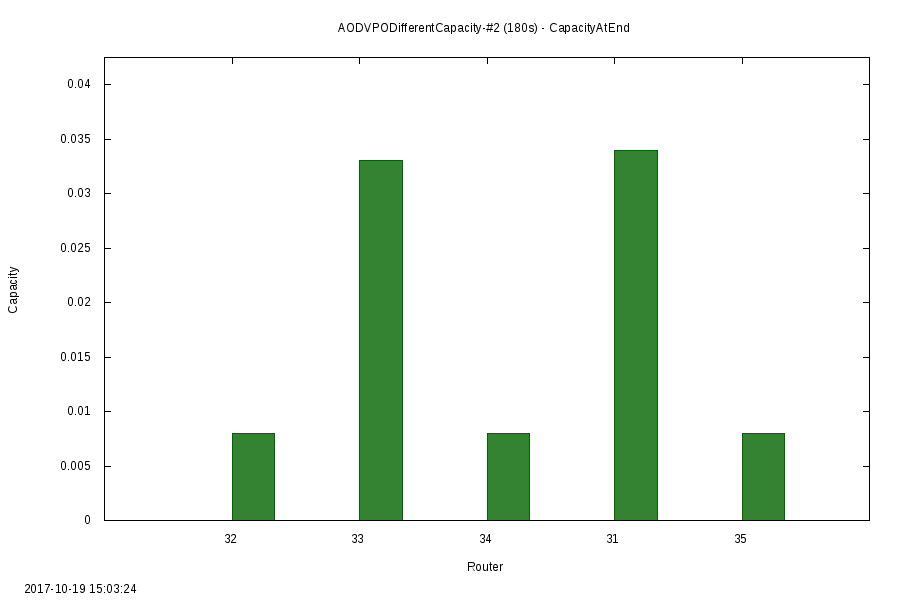 AODVPODifferentCapacity-#2 (180s) - CapacityAtEnd
0.04
0.035
0.03
0.025
0.02
0.015
0.01
0.005
0
Capacity
32 33 34 31 35
Router
2017-10-19 15:03:24